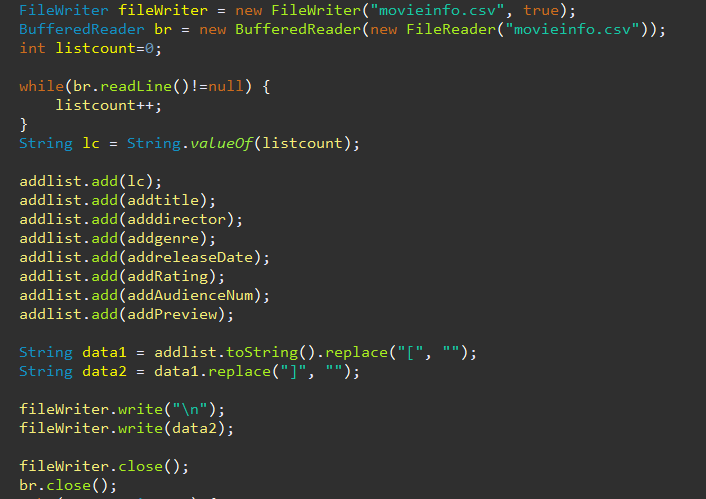 FileWriter fileWriter = new FileWriter("movieinfo.csv", true);
BufferedReader br = new BufferedReader(new FileReader("movieinfo.csv"));
int listcount=0;
while(br.readLine()!=null) {
listcount++;
}
String lc = String.valueOf(listcount);
addlist.add(lc);
addlist.add(addtitle);
addlist.add(adddirector);
addlist.add(addgenre);
addlist.add(addreleaseDate);
addlist.add(addRating);
addlist.add(addAudienceNum);
addlist.add(addPreview);
String data1 = addlist.toString().replace("[", "");
String data2 = data1.replace("]", "");
fileWriter.write("\n");
fileWriter.write(data2);
fileWriter.close();
br.close();